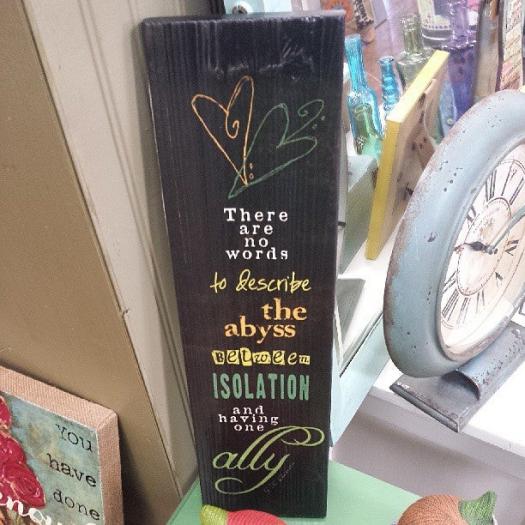 There
are
no
words
to describe
the
abyss
Between
ISOLATION
and
having
one
ally
you
have
done